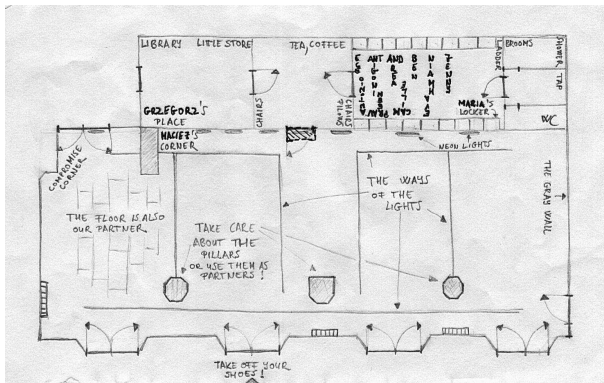 LIBRARY LITTLE STORE
TEA, COFFEE
BROOMS
SHOWER
TAP
WC
LADDER
CHAIRS
CHAIRS
GRZEGORZ'S
PLACE
MACIEJ'S
CORNER
MARIA'S
LOCKER
NEON LIGHTS
COMPROMISE
CORNER
THE FLOOR IS ALSO
OUR PARTNER
THE WAYS
OF THE
LIGHTS
TAKE CARE
ABOUT THE
PILLARS
OR USE THEM AS
PARTNERS!
THE GRAY WALL
TAKE OFF YOUR
SHOES!